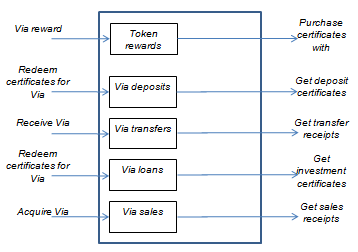 Via reward
Token
rewards
Purchase
certificates
with
Redeem
certificates for
Via
Via deposits
Get deposit
certificates
Receive Via
Via transfers
Get transfer
receipts
Redeem
certificates for
Via
Via loans
Get
investment
certificates
Acquire Via
Via sales
Get sales
receipts